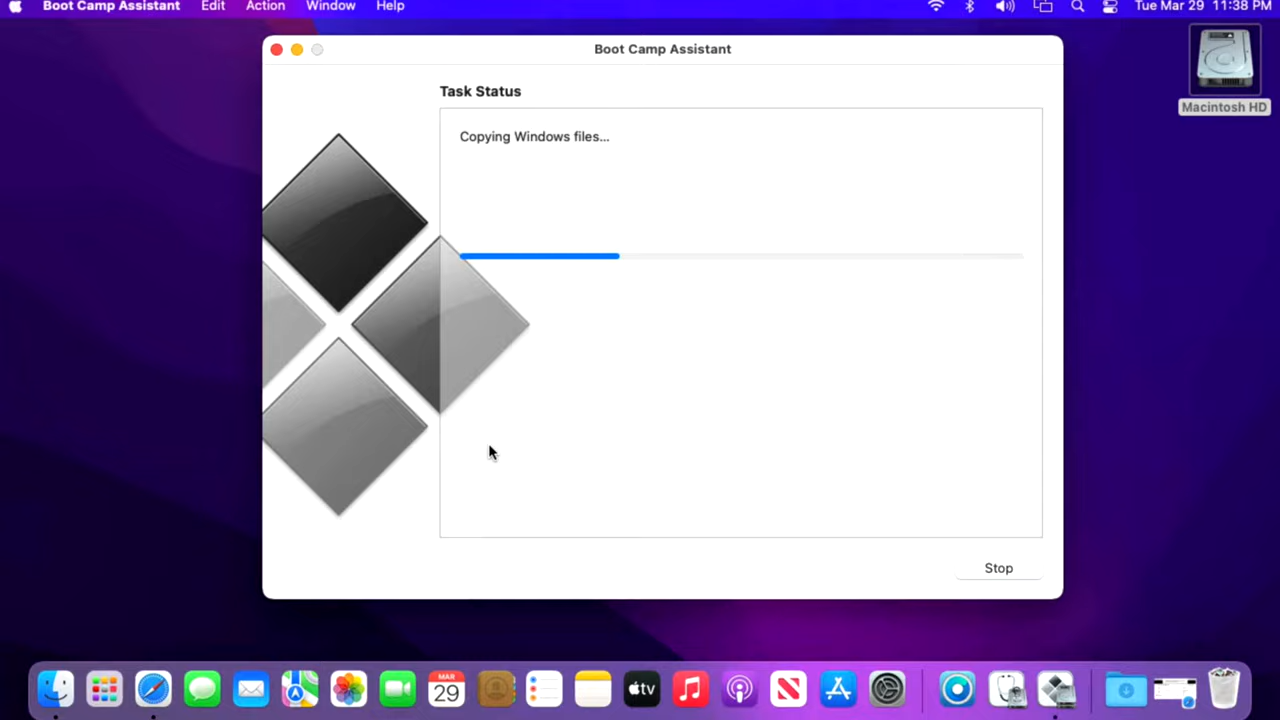 Boot Camp Assistant Edit Action Window Help Tue Mar 29 11:38 PM
Boot Camp Assistant
Macintosh HD
Task Status
Copying Windows files...
Stop
MAR
29
tv